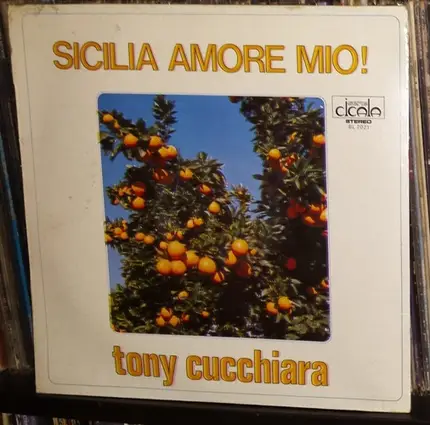 SICILIA AMORE MIO!
cicala
STEREO
BL 7021
tony cucchiara